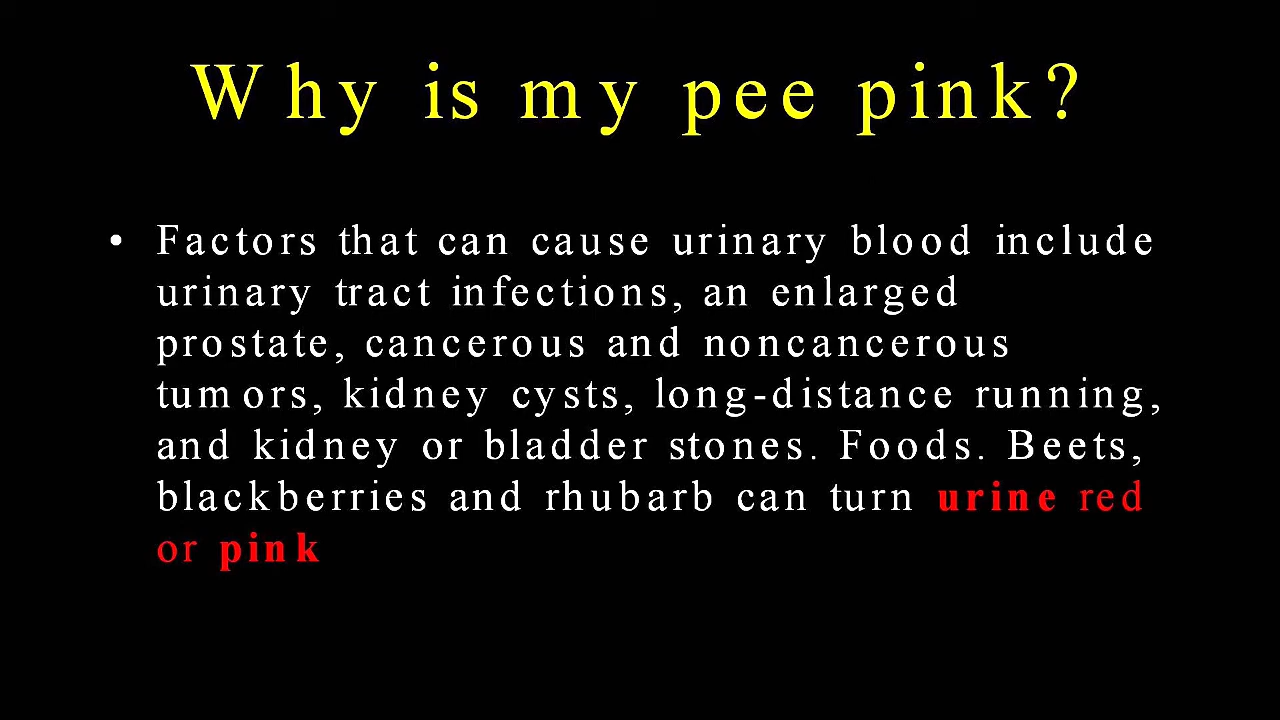 Why is my pee pink?
• Factors that can cause urinary blood include
urinary tract infections, an enlarged
prostate, cancerous and noncancerous
tumors, kidney cysts, long-distance running,
and kidney or bladder stones. Foods. Beets,
blackberries and rhubarb can turn urine red
or pink